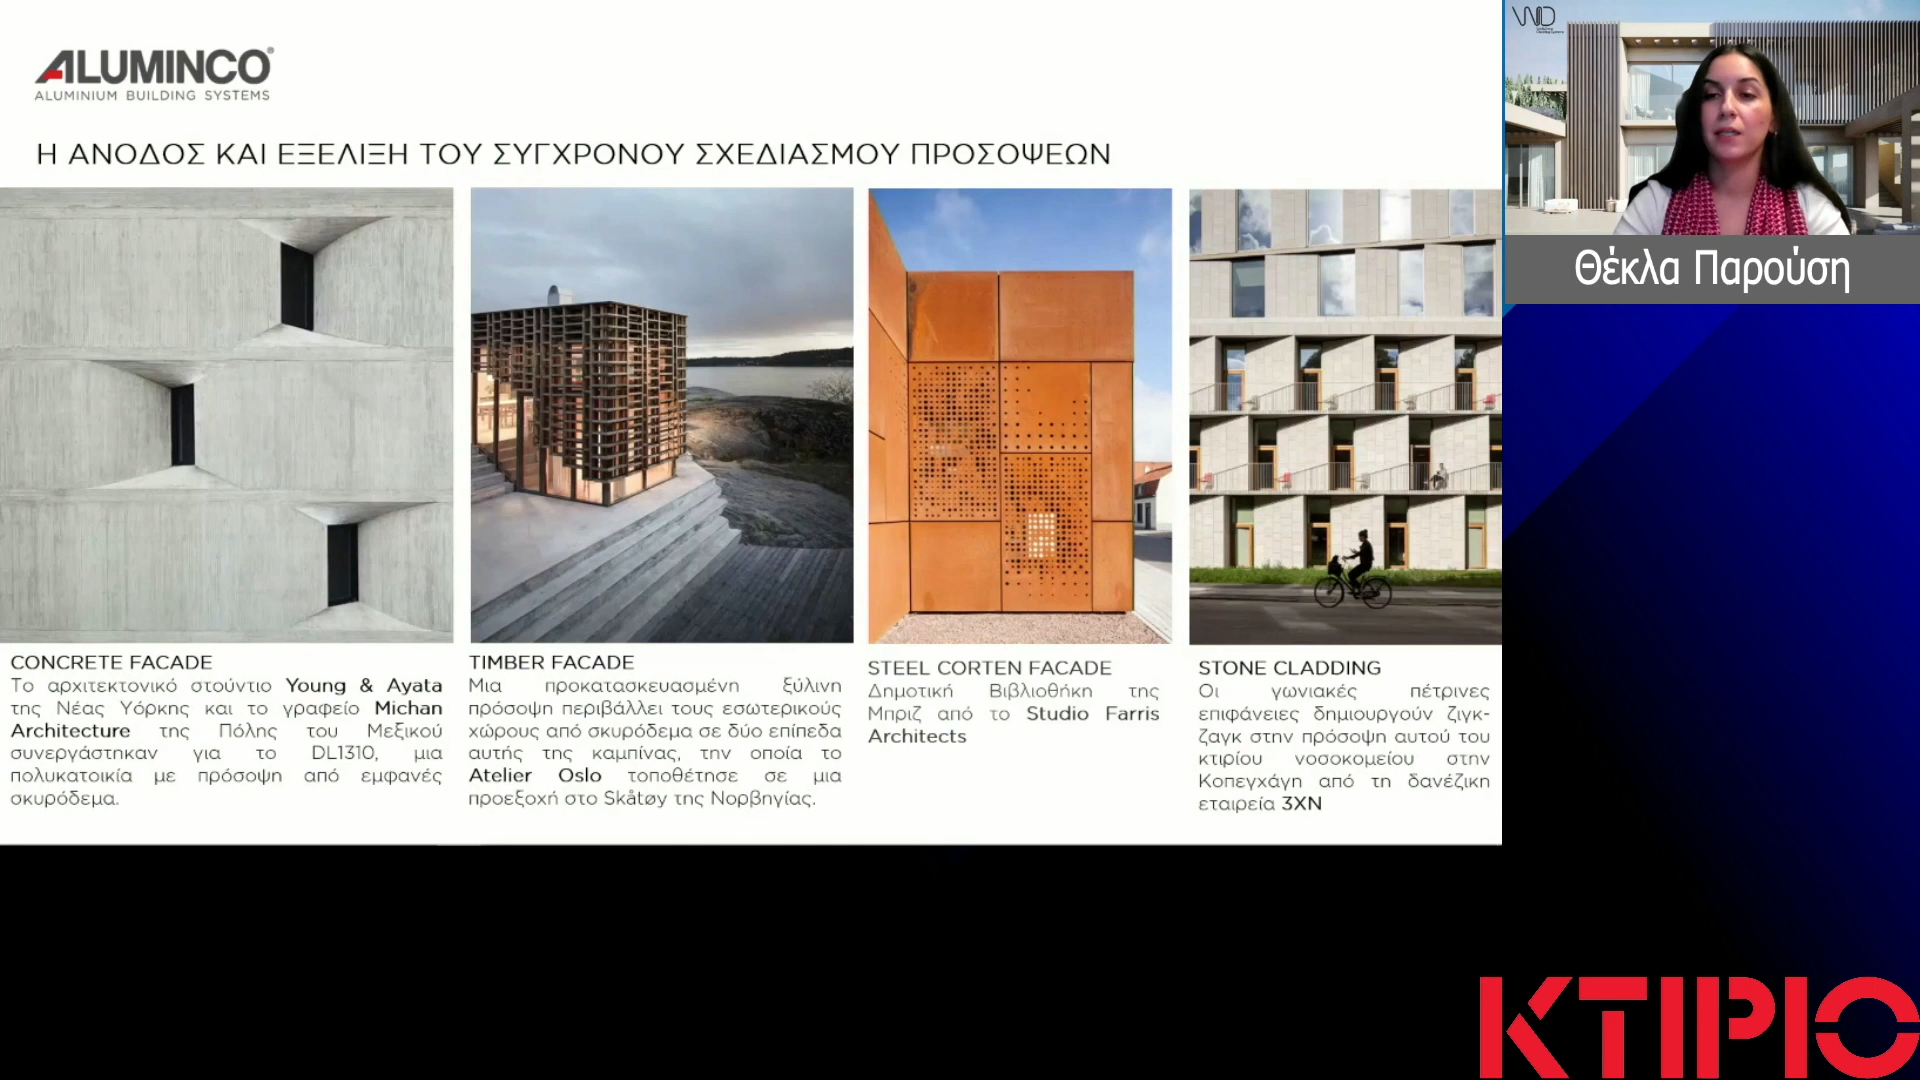 ALUMINCO®
ALUMINIUM BUILDING SYSTEMS
Η ΑΝΟΔΟΣ ΚΑΙ ΕΞΕΛΙΞΗ ΤΟΥ ΣΥΓΧΡΟΝΟΥ ΣΧΕΔΙΑΣΜΟΥ ΠΡΟΣΟΨΕΩΝ
CONCRETE FACADE
Το αρχιτεκτονικό στούντιο Young & Ayata
της Νέας Υόρκης και το γραφείο Michan
Architecture της Πόλης του Μεξικού
συνεργάστηκαν για το DL1310, μια
πολυκατοικία με πρόσοψη από εμφανές
σκυρόδεμα.
TIMBER FACADE
Μια προκατασκευασμένη ξύλινη
πρόσοψη περιβάλλει τους εσωτερικούς
χώρους από σκυρόδεμα σε δύο επίπεδα
αυτής της καμπίνας, την οποία το
Atelier Oslo τοποθέτησε σε μια
προεξοχή στο Skåtøy της Νορβηγίας.
STEEL CORTEN FACADE
Δημοτική Βιβλιοθήκη της
Μπριζ από το Studio Farris
Architects
STONE CLADDING
Οι γωνιακές πέτρινες
επιφάνειες δημιουργούν ζιγκ-
ζαγκ στην πρόσοψη αυτού του
κτιρίου νοσοκομείου στην
Κοπεγχάγη από τη δανέζικη
εταιρεία 3XN
Θέκλα Παρούση
ΚΤΙΡΙΟ